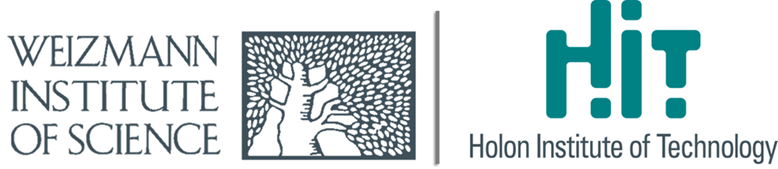 WEIZMANN
INSTITUTE
OF SCIENCE
HiT
Holon Institute of Technology